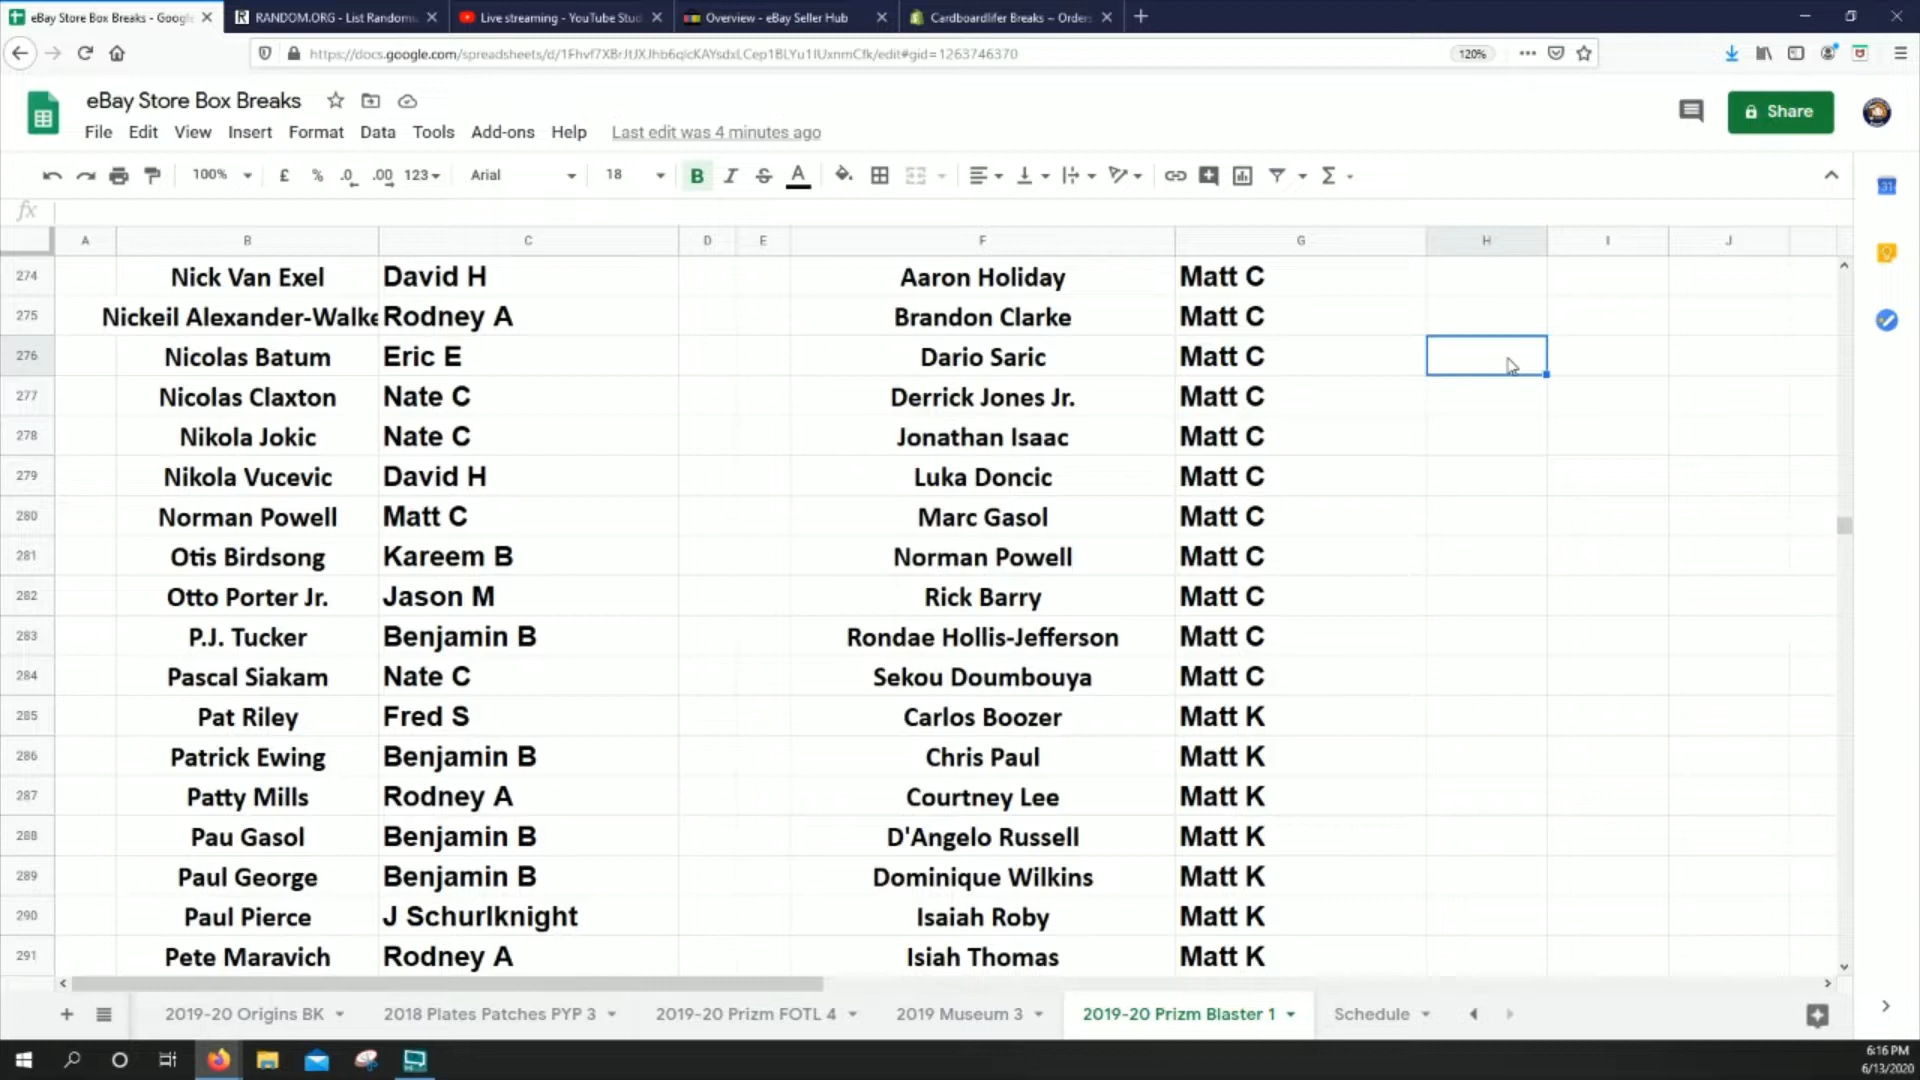 eBay Store Box Breaks - Google
RANDOM.ORG - List Randomi
Live streaming - YouTube Stud
Overview - eBay Seller Hub
Cardboardlifer Breaks ~ Orders
120%
eBay Store Box Breaks
Share
File Edit View Insert Format Data Tools Add-ons Help Last edit was 4 minutes ago
100% £ % .0 .00 123 Arial 18 B I S A
fx
A B C D E F G H I J
274 Nick Van Exel David H Aaron Holiday Matt C
275 Nickeil Alexander-Walke Rodney A Brandon Clarke Matt C
276 Nicolas Batum Eric E Dario Saric Matt C
277 Nicolas Claxton Nate C Derrick Jones Jr. Matt C
278 Nikola Jokic Nate C Jonathan Isaac Matt C
279 Nikola Vucevic David H Luka Doncic Matt C
280 Norman Powell Matt C Marc Gasol Matt C
281 Otis Birdsong Kareem B Norman Powell Matt C
282 Otto Porter Jr. Jason M Rick Barry Matt C
283 P.J. Tucker Benjamin B Rondae Hollis-Jefferson Matt C
284 Pascal Siakam Nate C Sekou Doumbouya Matt C
285 Pat Riley Fred S Carlos Boozer Matt K
286 Patrick Ewing Benjamin B Chris Paul Matt K
287 Patty Mills Rodney A Courtney Lee Matt K
288 Pau Gasol Benjamin B D'Angelo Russell Matt K
289 Paul George Benjamin B Dominique Wilkins Matt K
290 Paul Pierce J Schurlknight Isaiah Roby Matt K
291 Pete Maravich Rodney A Isiah Thomas Matt K
2019-20 Origins BK 2018 Plates Patches PYP 3 2019-20 Prizm FOTL 4 2019 Museum 3 2019-20 Prizm Blaster 1 Schedule
6:16 PM
6/13/2020